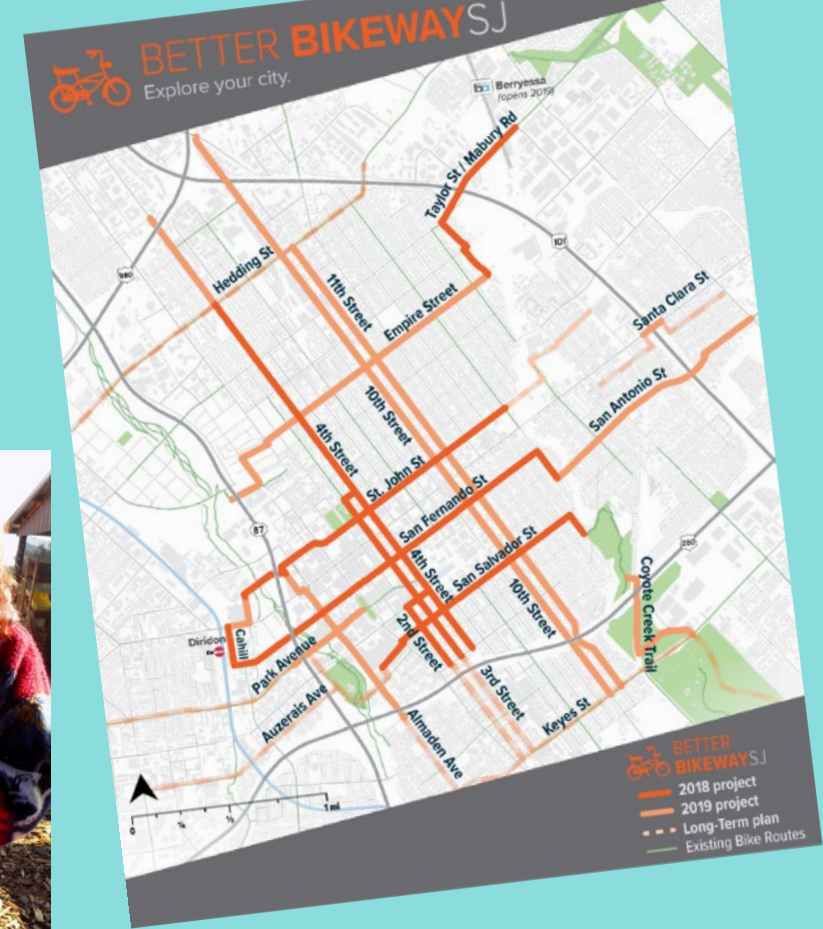 BETTER BIKEWAYSJ
Explore your city.
Berryessa
(opens 2019)
Taylor St / Mabury Rd
101
Hedding St
11th Street
Empire Street
Santa Clara St
San Antonio St
10th Street
4th Street
St. John St
San Fernando St
87
4th Street
San Salvador St
280
10th Street
Coyote Creek Trail
Diridon
Cahill
2nd Street
Park Avenue
3rd Street
Auzerais Ave
Almaden Ave
Keyes St
0
1 mi
BETTER
BIKEWAYSJ
2018 project
2019 project
Long-Term plan
Existing Bike Routes